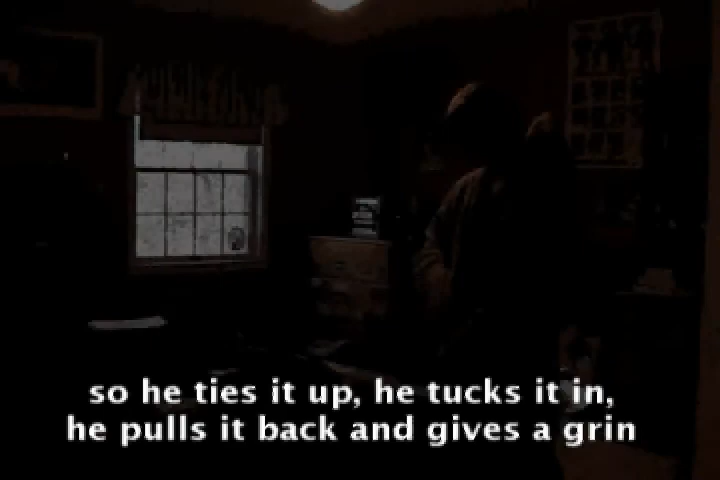 so he ties it up, he tucks it in,
he pulls it back and gives a grin